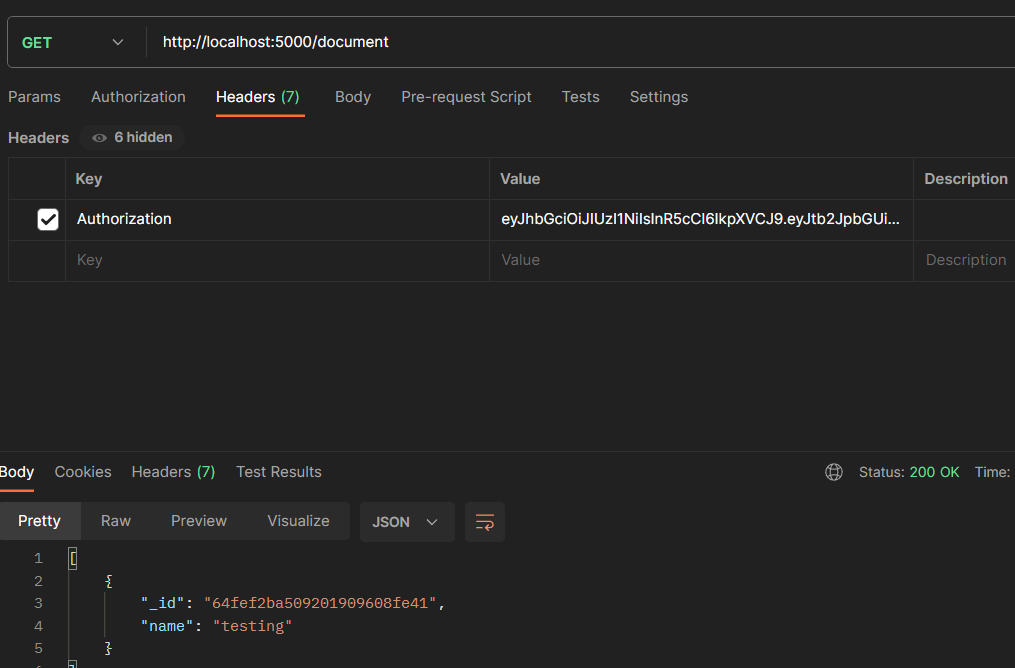 GET http://localhost:5000/document
Params Authorization Headers (7) Body Pre-request Script Tests Settings
Headers 6 hidden
Key Value Description
Authorization eyJhbGciOiJIUzI1NiIsInR5cCI6IkpXVCJ9.eyJtb2JpbGUi...
Key Value Description
Body Cookies Headers (7) Test Results Status: 200 OK Time:
Pretty Raw Preview Visualize JSON
1 [
2 {
3 "_id": "64fef2ba509201909608fe41",
4 "name": "testing"
5 }
]